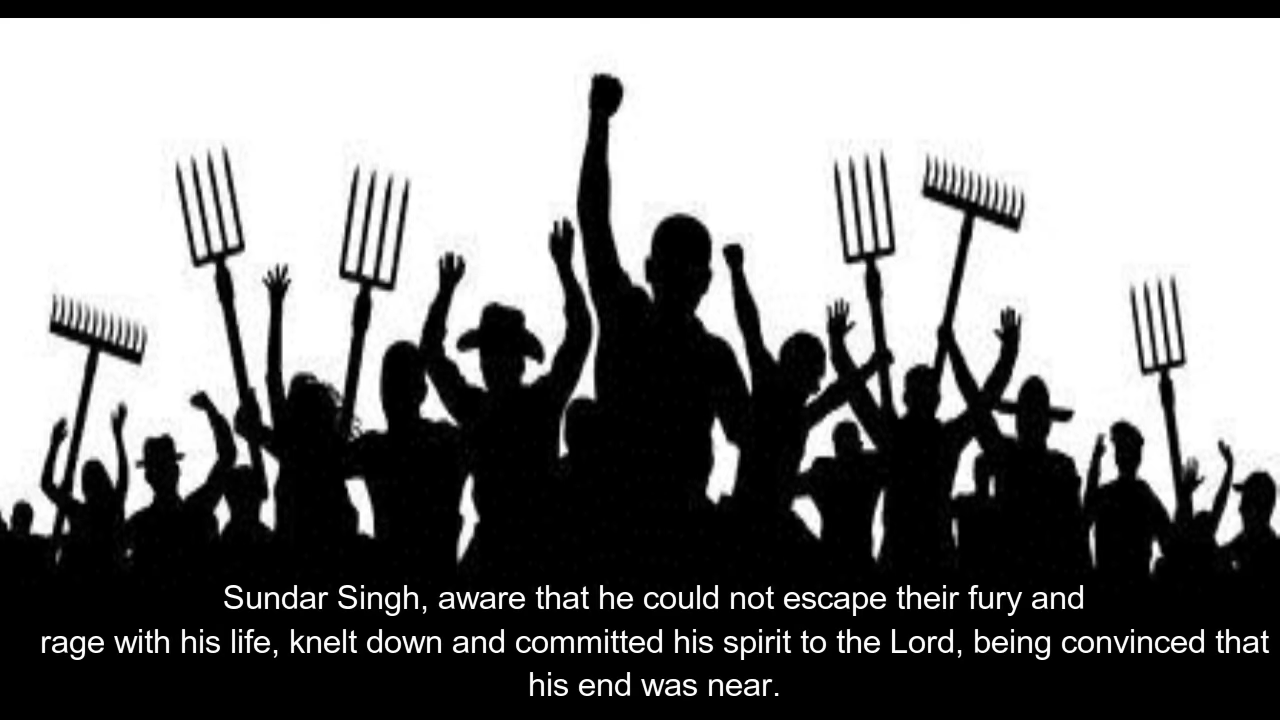 Sundar Singh, aware that he could not escape their fury and
rage with his life, knelt down and committed his spirit to the Lord, being convinced that
his end was near.